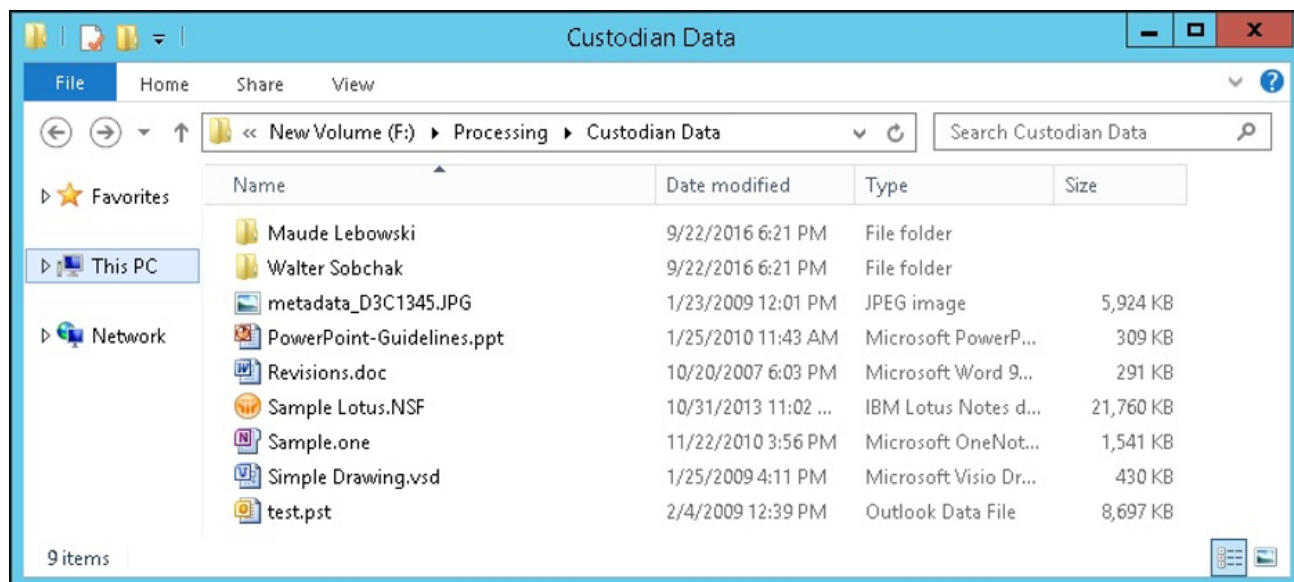 Custodian Data
File Home Share View
« New Volume (F:) Processing Custodian Data Search Custodian Data
Favorites
This PC
Network
Name Date modified Type Size
Maude Lebowski 9/22/2016 6:21 PM File folder
Walter Sobchak 9/22/2016 6:21 PM File folder
metadata_D3C1345.JPG 1/23/2009 12:01 PM JPEG image 5,924 KB
PowerPoint-Guidelines.ppt 1/25/2010 11:43 AM Microsoft PowerP... 309 KB
Revisions.doc 10/20/2007 6:03 PM Microsoft Word 9... 291 KB
Sample Lotus.NSF 10/31/2013 11:02 ... IBM Lotus Notes d... 21,760 KB
Sample.one 11/22/2010 3:56 PM Microsoft OneNot... 1,541 KB
Simple Drawing.vsd 1/25/2009 4:11 PM Microsoft Visio Dr... 430 KB
test.pst 2/4/2009 12:39 PM Outlook Data File 8,697 KB
9 items